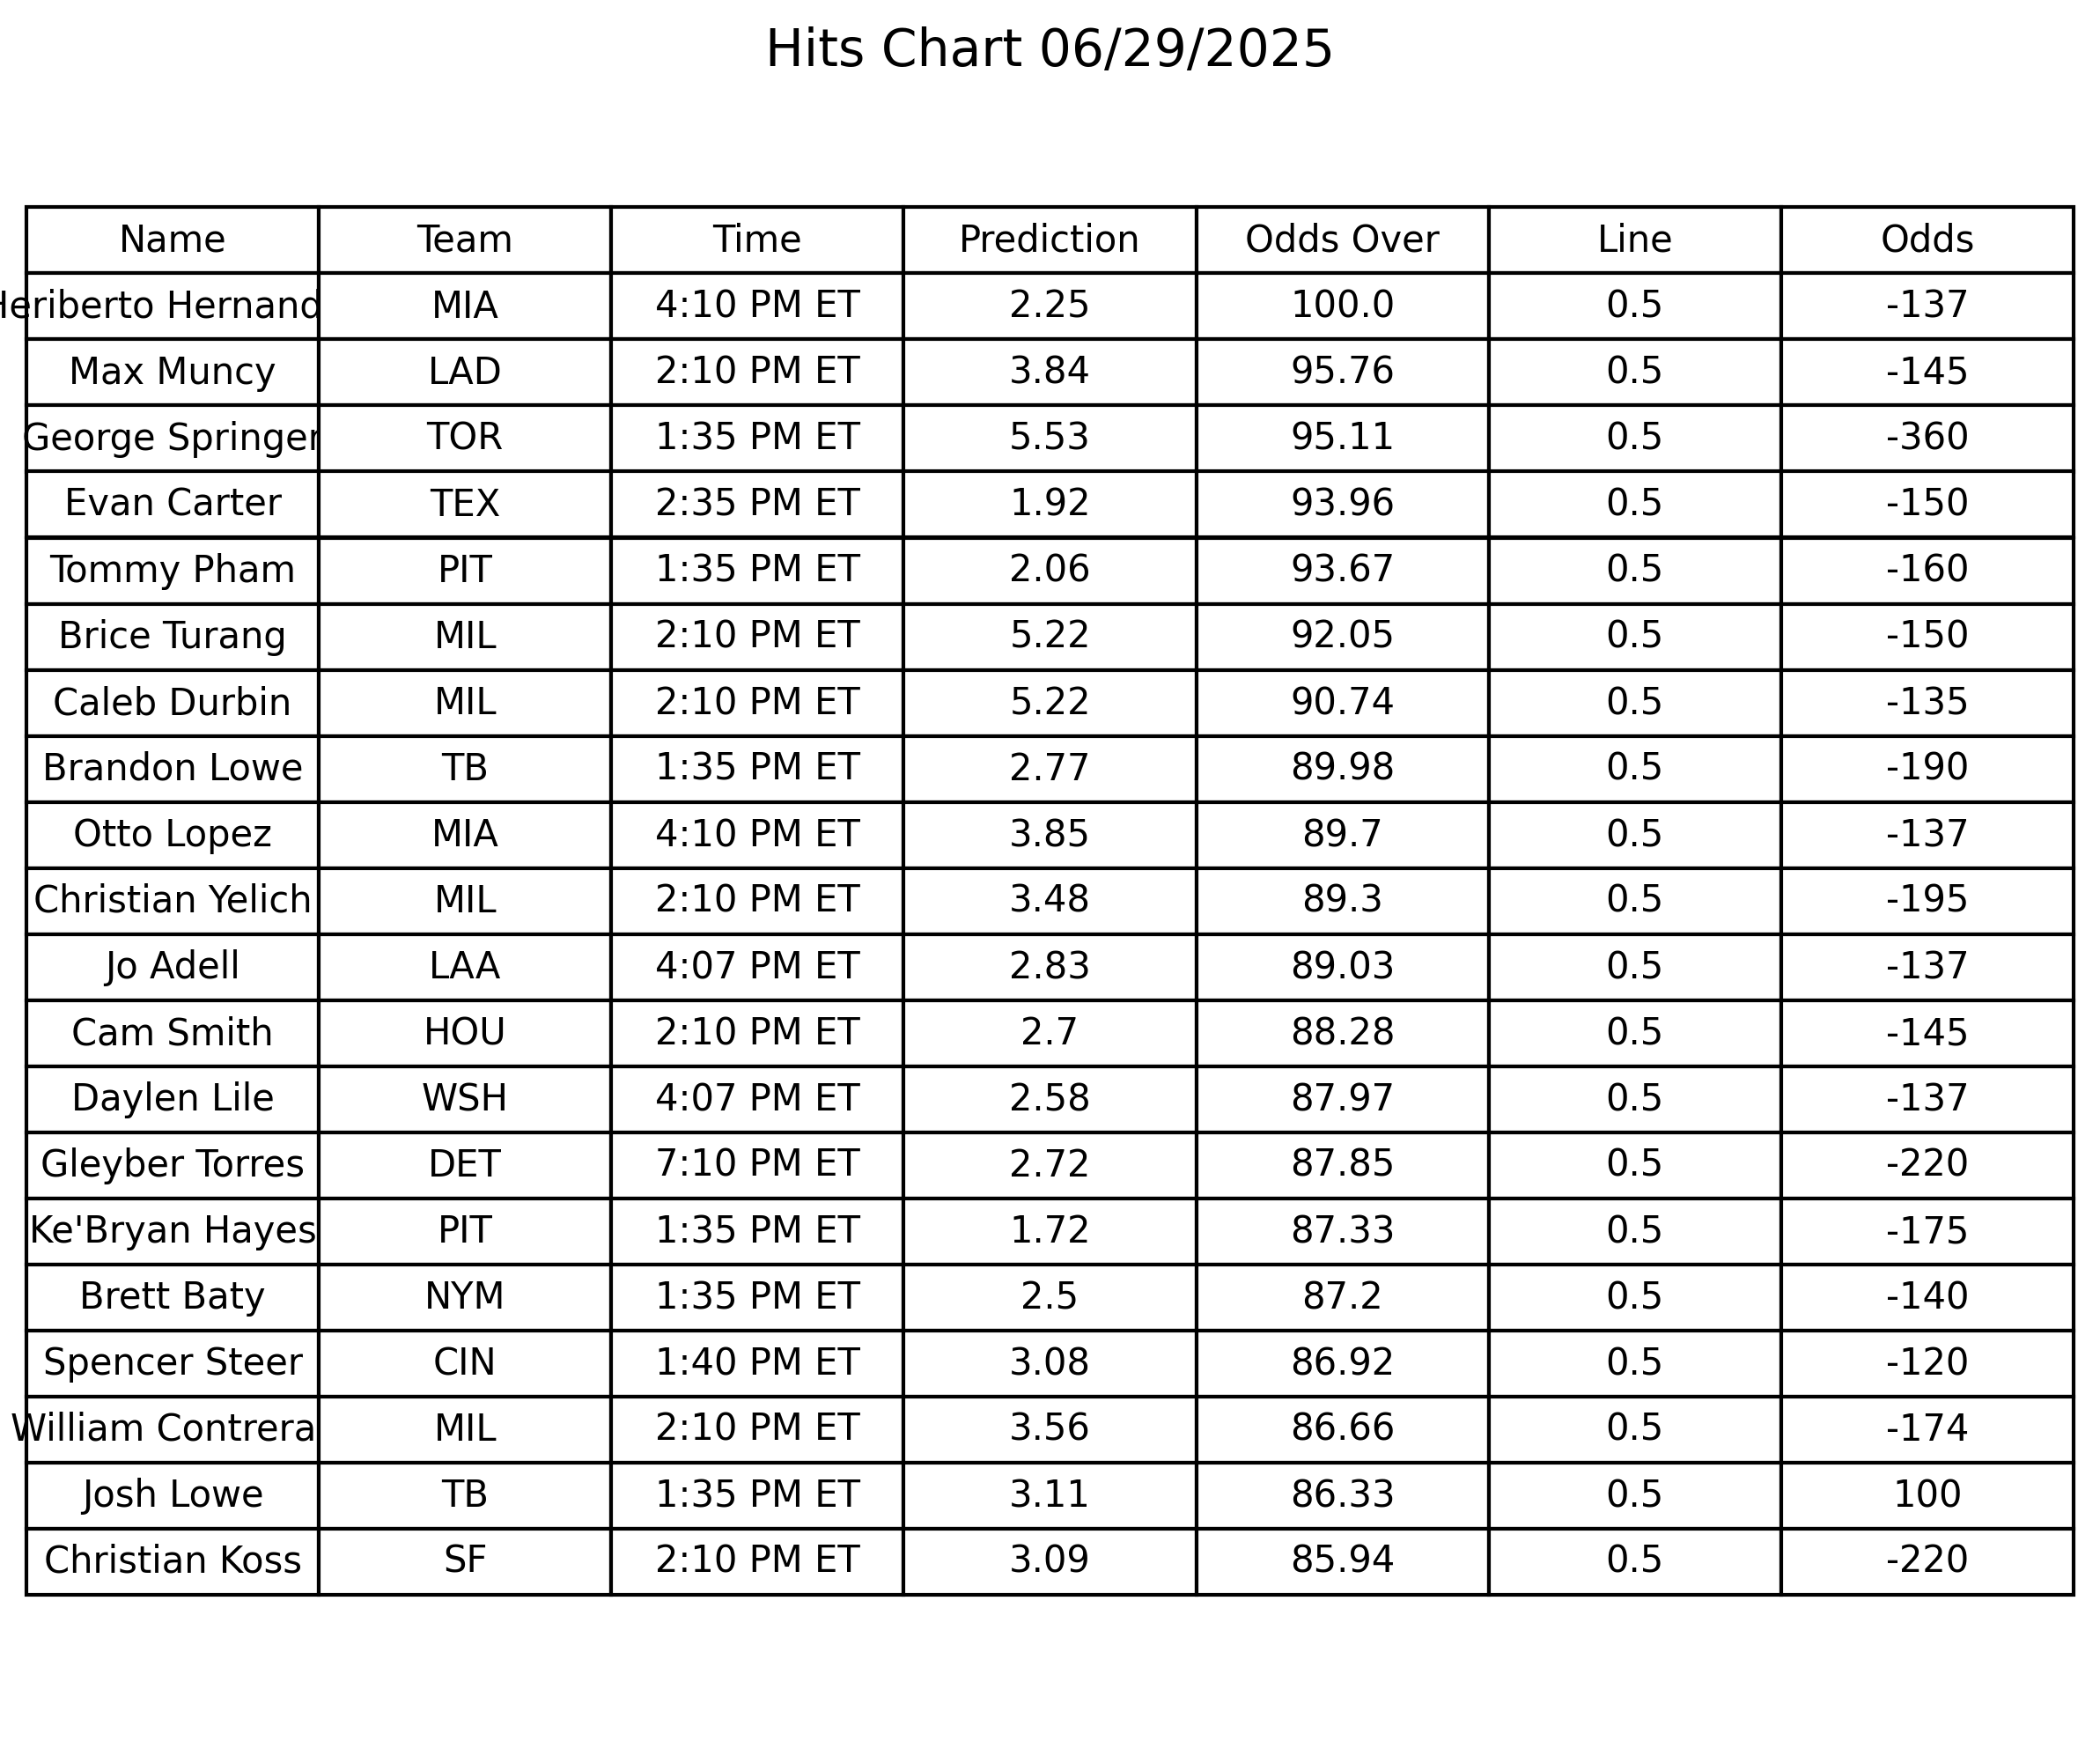 Hits Chart 06/29/2025
Name Team Time Prediction Odds Over Line Odds
Heriberto Hernand MIA 4:10 PM ET 2.25 100.0 0.5 -137
Max Muncy LAD 2:10 PM ET 3.84 95.76 0.5 -145
George Springer TOR 1:35 PM ET 5.53 95.11 0.5 -360
Evan Carter TEX 2:35 PM ET 1.92 93.96 0.5 -150
Tommy Pham PIT 1:35 PM ET 2.06 93.67 0.5 -160
Brice Turang MIL 2:10 PM ET 5.22 92.05 0.5 -150
Caleb Durbin MIL 2:10 PM ET 5.22 90.74 0.5 -135
Brandon Lowe TB 1:35 PM ET 2.77 89.98 0.5 -190
Otto Lopez MIA 4:10 PM ET 3.85 89.7 0.5 -137
Christian Yelich MIL 2:10 PM ET 3.48 89.3 0.5 -195
Jo Adell LAA 4:07 PM ET 2.83 89.03 0.5 -137
Cam Smith HOU 2:10 PM ET 2.7 88.28 0.5 -145
Daylen Lile WSH 4:07 PM ET 2.58 87.97 0.5 -137
Gleyber Torres DET 7:10 PM ET 2.72 87.85 0.5 -220
Ke'Bryan Hayes PIT 1:35 PM ET 1.72 87.33 0.5 -175
Brett Baty NYM 1:35 PM ET 2.5 87.2 0.5 -140
Spencer Steer CIN 1:40 PM ET 3.08 86.92 0.5 -120
William Contrera MIL 2:10 PM ET 3.56 86.66 0.5 -174
Josh Lowe TB 1:35 PM ET 3.11 86.33 0.5 100
Christian Koss SF 2:10 PM ET 3.09 85.94 0.5 -220